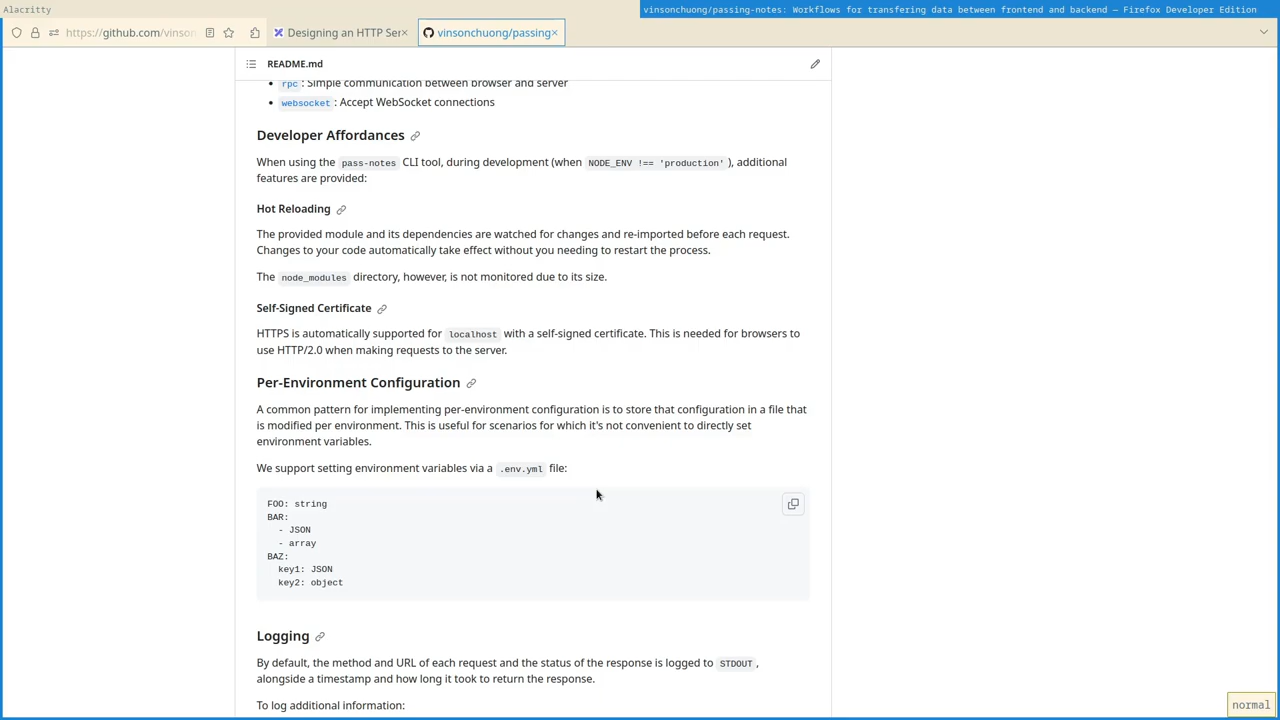 Alacritty
vinsonchuong/passing-notes: Workflows for transfering data between frontend and backend — Firefox Developer Edition
https://github.com/vinson
Designing an HTTP Ser
vinsonchuong/passing
README.md
rpc : Simple communication between browser and server
websocket : Accept WebSocket connections
Developer Affordances
When using the pass-notes CLI tool, during development (when NODE_ENV !== 'production' ), additional
features are provided:
Hot Reloading
The provided module and its dependencies are watched for changes and re-imported before each request.
Changes to your code automatically take effect without you needing to restart the process.
The node_modules directory, however, is not monitored due to its size.
Self-Signed Certificate
HTTPS is automatically supported for localhost with a self-signed certificate. This is needed for browsers to
use HTTP/2.0 when making requests to the server.
Per-Environment Configuration
A common pattern for implementing per-environment configuration is to store that configuration in a file that
is modified per environment. This is useful for scenarios for which it's not convenient to directly set
environment variables.
We support setting environment variables via a .env.yml file:
FOO: string
BAR:
  - JSON
  - array
BAZ:
  key1: JSON
  key2: object
Logging
By default, the method and URL of each request and the status of the response is logged to STDOUT ,
alongside a timestamp and how long it took to return the response.
To log additional information:
normal